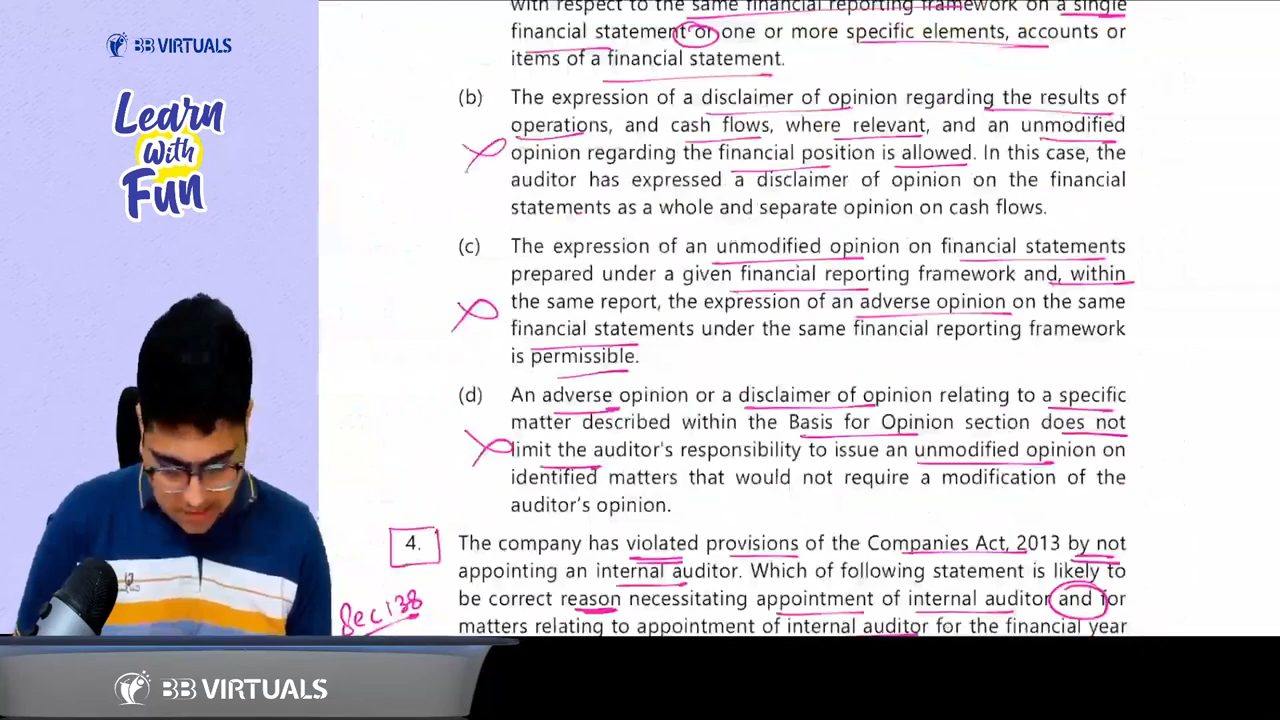 BB VIRTUALS
Learn
With
Fun
with respect to the same financial reporting framework on a single
financial statement or one or more specific elements, accounts or
items of a financial statement.
(b) The expression of a disclaimer of opinion regarding the results of
operations, and cash flows, where relevant, and an unmodified
opinion regarding the financial position is allowed. In this case, the
auditor has expressed a disclaimer of opinion on the financial
statements as a whole and separate opinion on cash flows.
(c) The expression of an unmodified opinion on financial statements
prepared under a given financial reporting framework and, within
the same report, the expression of an adverse opinion on the same
financial statements under the same financial reporting framework
is permissible.
(d) An adverse opinion or a disclaimer of opinion relating to a specific
matter described within the Basis for Opinion section does not
limit the auditor's responsibility to issue an unmodified opinion on
identified matters that would not require a modification of the
auditor's opinion.
4. The company has violated provisions of the Companies Act, 2013 by not
appointing an internal auditor. Which of following statement is likely to
be correct reason necessitating appointment of internal auditor and for
Sec 138
matters relating to appointment of internal auditor for the financial year
BB VIRTUALS